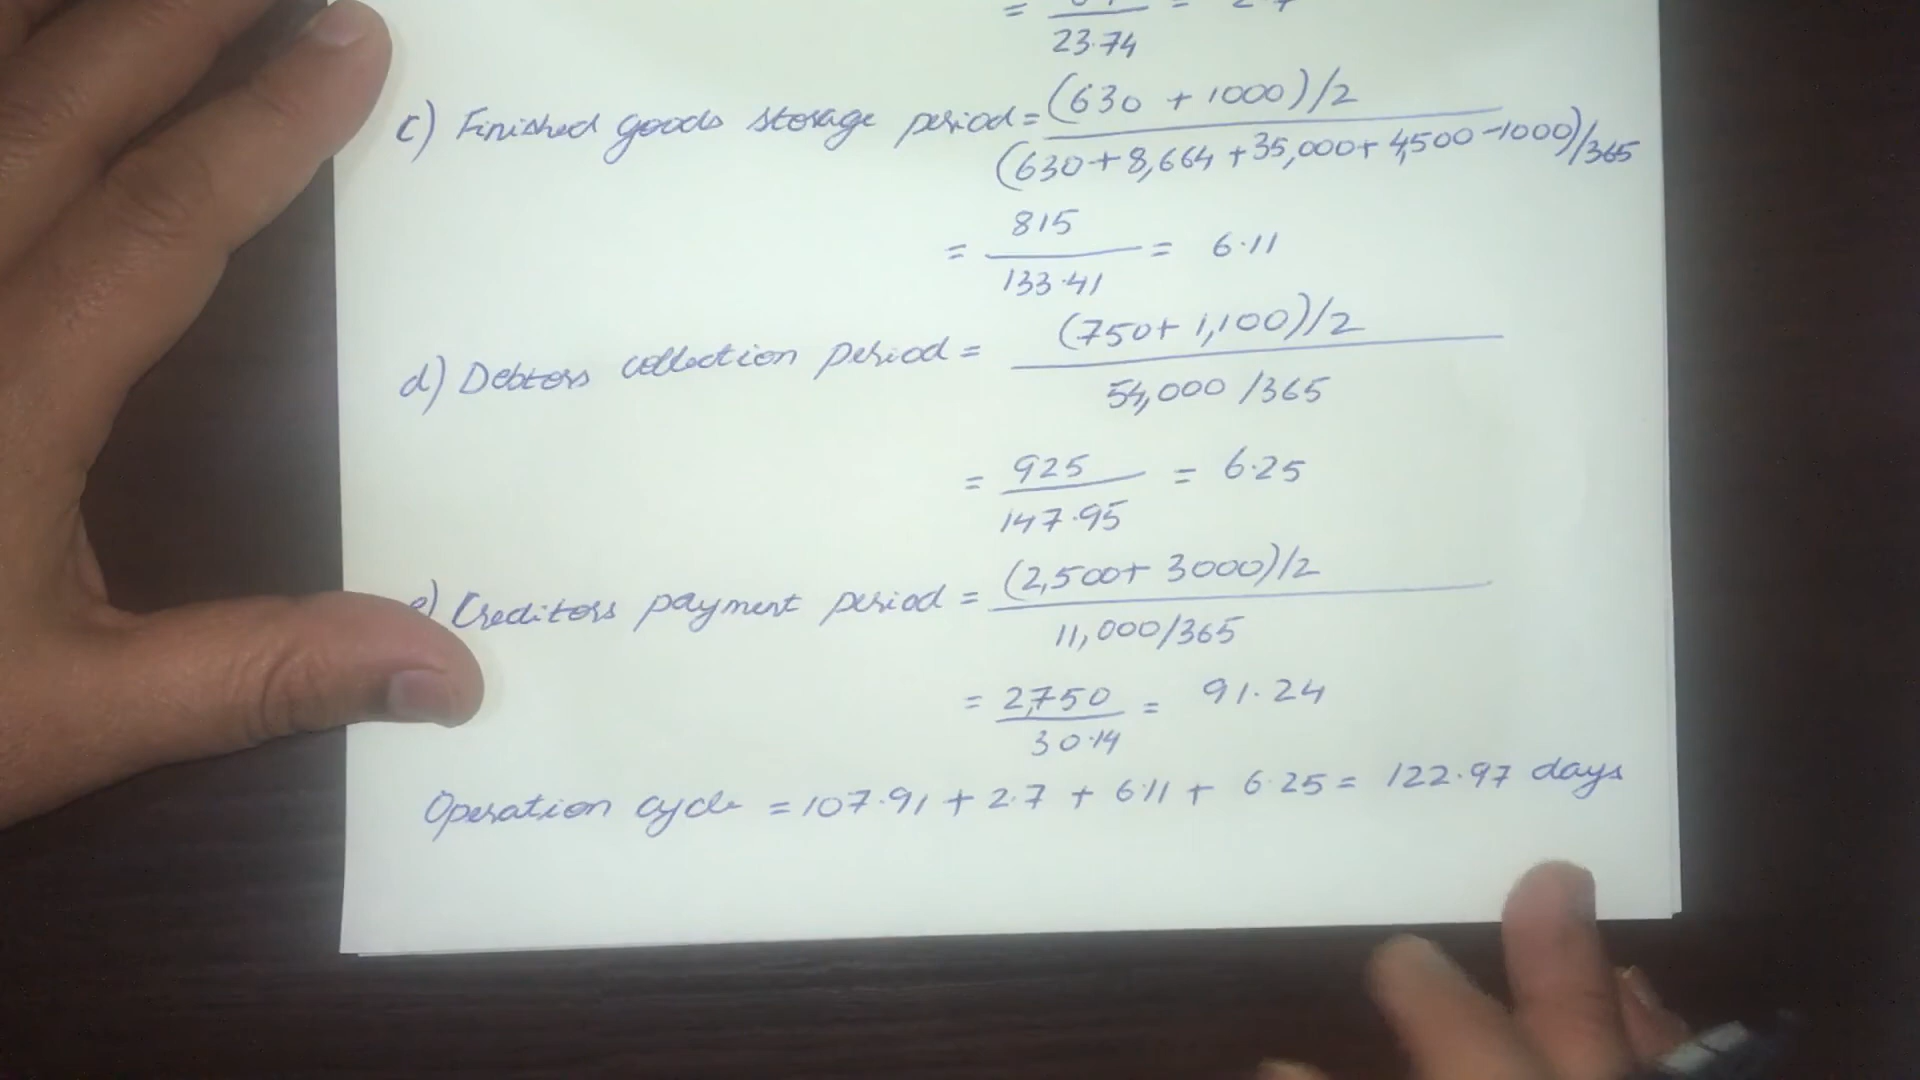 23.74
c) Finished goods storage period = (630 + 1000)/2
(630 + 8,664 + 35,000 + 4,500 - 1000)/365
= 815
133.41 = 6.11
d) Debtors collection period = (750 + 1,100)/2
54,000 /365
= 925
147.95 = 6.25
e) Creditors payment period = (2,500 + 3000)/2
11,000/365
= 2,750
30.14 = 91.24
Operation cycle = 107.91 + 2.7 + 6.11 + 6.25 = 122.97 days